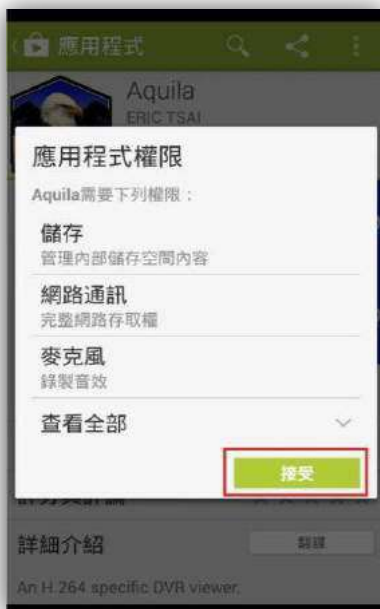 應用程式
Aquila
ERIC TSAI
應用程式權限
Aquila需要下列權限：
儲存
管理內部儲存空間內容
網路通訊
完整網路存取權
麥克風
錄製音效
查看全部
接受
詳細介紹
翻譯
An H.264 specific DVR viewer.